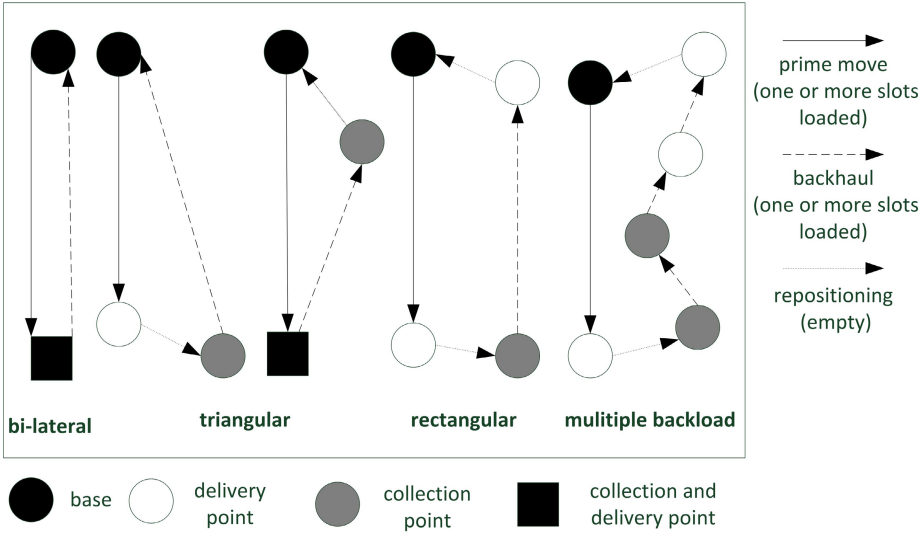 prime move
(one or more slots
loaded)
backhaul
(one or more slots
loaded)
repositioning
(empty)
bi-lateral
triangular
rectangular
mulitiple backload
base
delivery
point
collection
point
collection and
delivery point